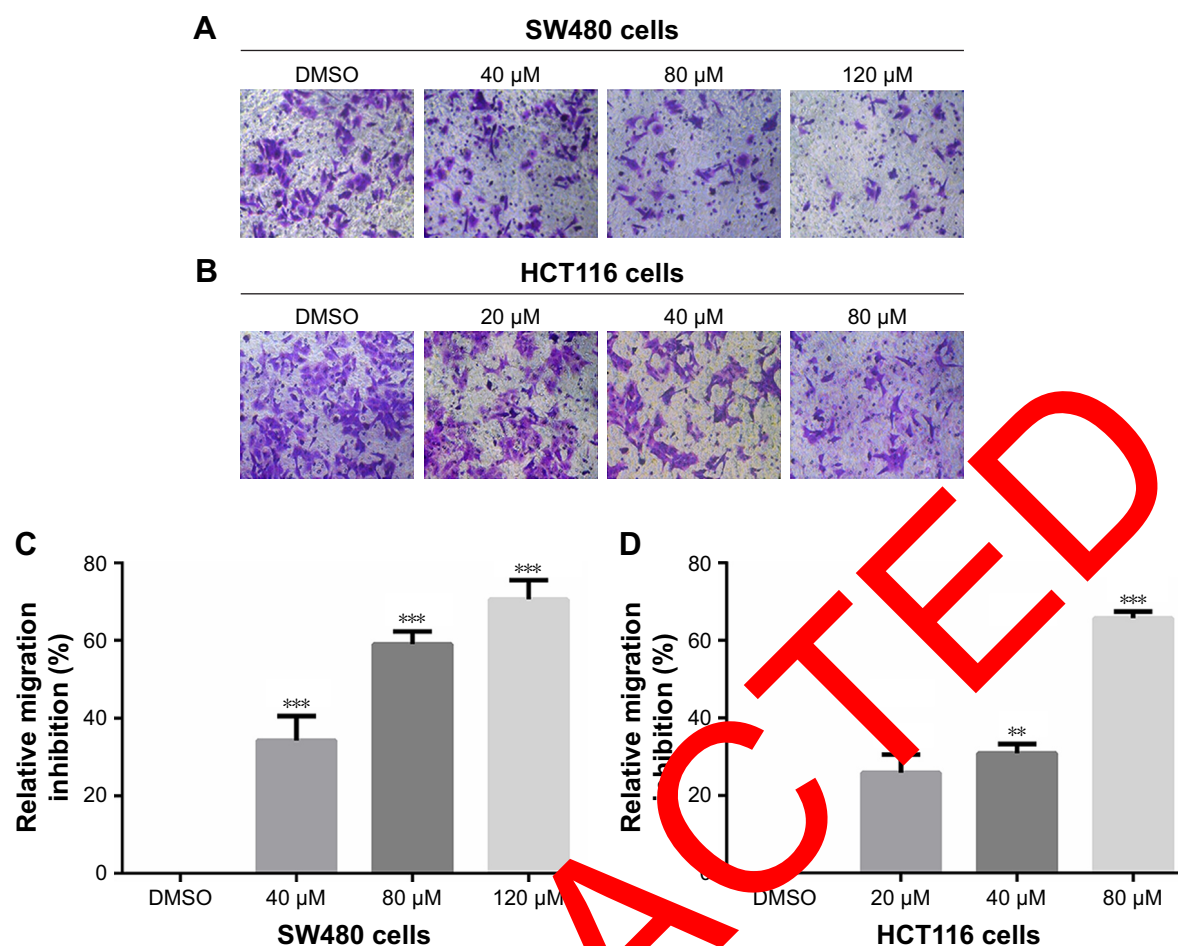 A
SW480 cells
DMSO 40 µM 80 µM 120 µM
B
HCT116 cells
DMSO 20 µM 40 µM 80 µM
C
Relative migration
inhibition (%)
80
60
40
20
0
***
***
***
DMSO 40 µM 80 µM 120 µM
SW480 cells
D
Relative migration
(%)
80
60
40
20
**
***
DMSO 20 µM 40 µM 80 µM
HCT116 cells
ACTED